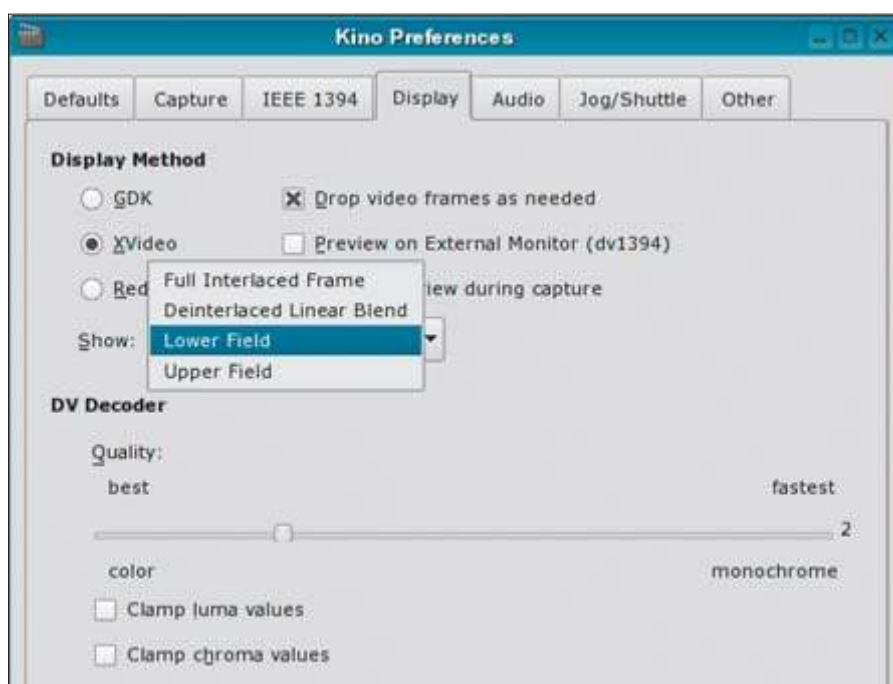 Kino Preferences
Defaults Capture IEEE 1394 Display Audio Jog/Shuttle Other
Display Method
GDK Drop video frames as needed
XVideo Preview on External Monitor (dv1394)
Full Interlaced Frame
during capture
Deinterlaced Linear Blend
Show: Lower Field
Upper Field
DV Decoder
Quality:
best fastest
2
color monochrome
Clamp luma values
Clamp chroma values